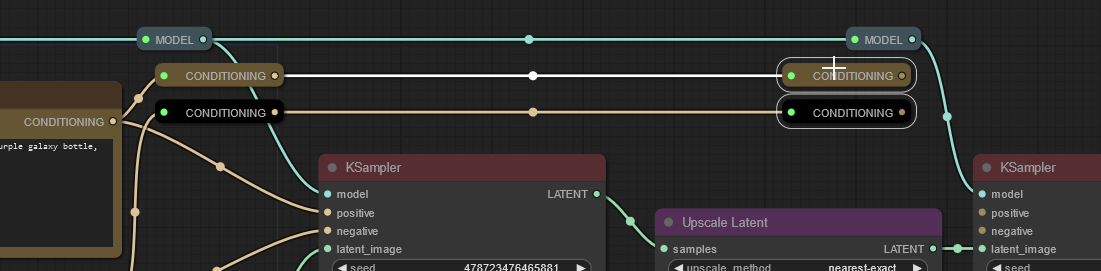 MODEL
MODEL
CONDITIONING
CONDITIONING
CONDITIONING
CONDITIONING
CONDITIONING
urple galaxy bottle,
KSampler
model
LATENT
positive
negative
latent_image
seed
478723476465881
Upscale Latent
samples
LATENT
upscale_method
nearest-exact
KSampler
model
positive
negative
latent_image